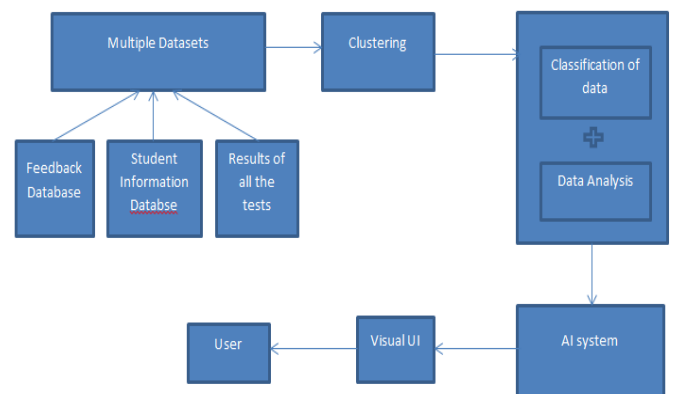 Multiple Datasets
Clustering
Classification of
data
Data Analysis
Feedback
Database
Student
Information
Databse
Results of
all the
tests
User
Visual UI
AI system